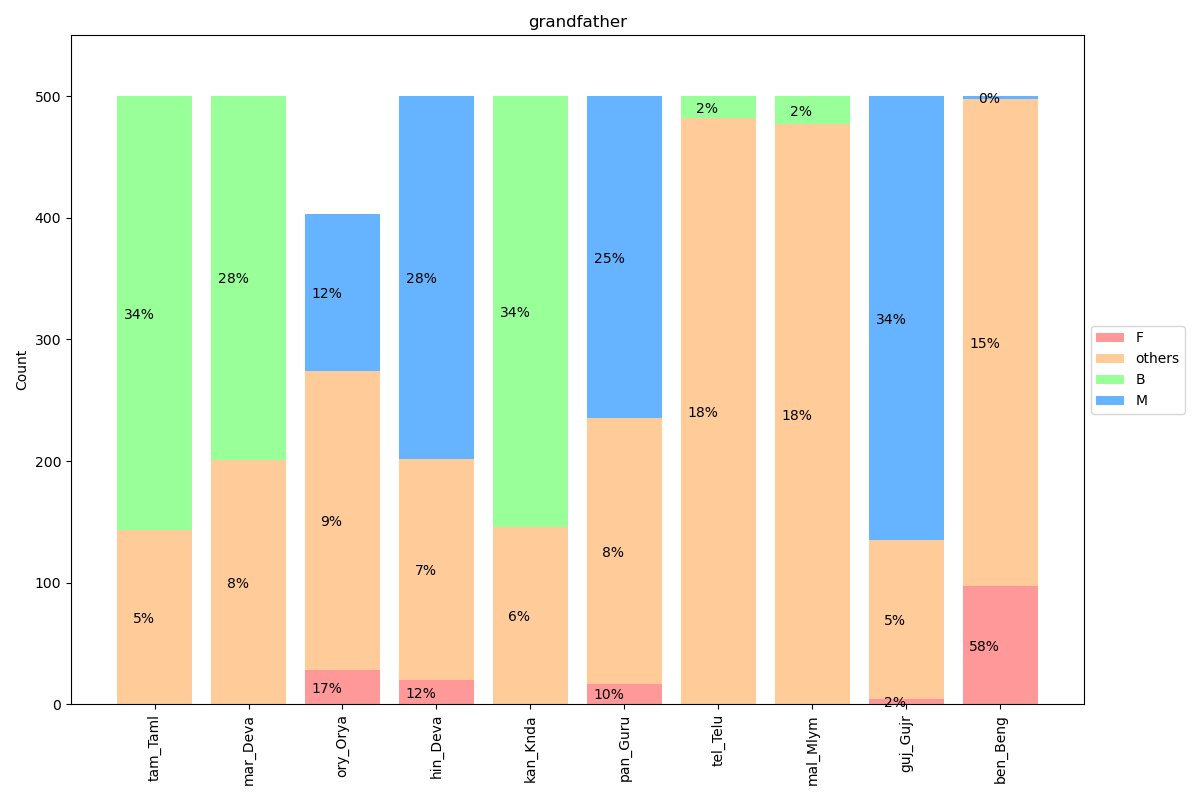 grandfather
Count
500
400
300
200
100
0
34%
5%
28%
8%
12%
9%
17%
28%
7%
12%
34%
6%
25%
8%
10%
2%
18%
2%
18%
34%
5%
2%
0%
15%
58%
tam_Taml
mar_Deva
ory_Orya
hin_Deva
kan_Knda
pan_Guru
tel_Telu
mal_Mlym
guj_Gujr
ben_Beng
F
others
B
M